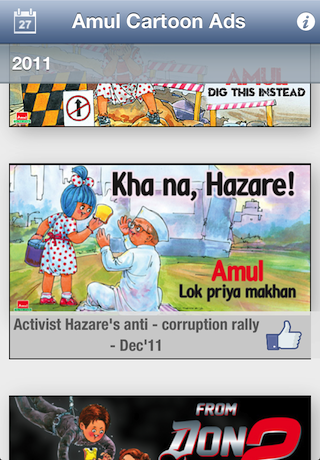 27
Amul Cartoon Ads
i
2011
AMUL
DIG THIS INSTEAD
Kha na, Hazare!
Amul
Lok priya makhan
Activist Hazare's anti - corruption rally
- Dec'11
FROM
DON 2